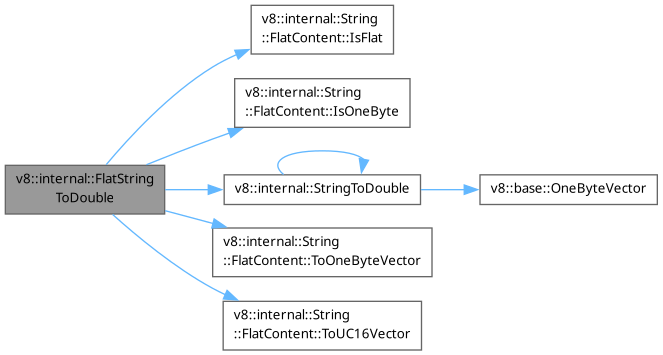 v8::internal::String
::FlatContent::IsFlat
v8::internal::String
::FlatContent::IsOneByte
v8::internal::FlatString
ToDouble
v8::internal::StringToDouble
v8::base::OneByteVector
v8::internal::String
::FlatContent::ToOneByteVector
v8::internal::String
::FlatContent::ToUC16Vector